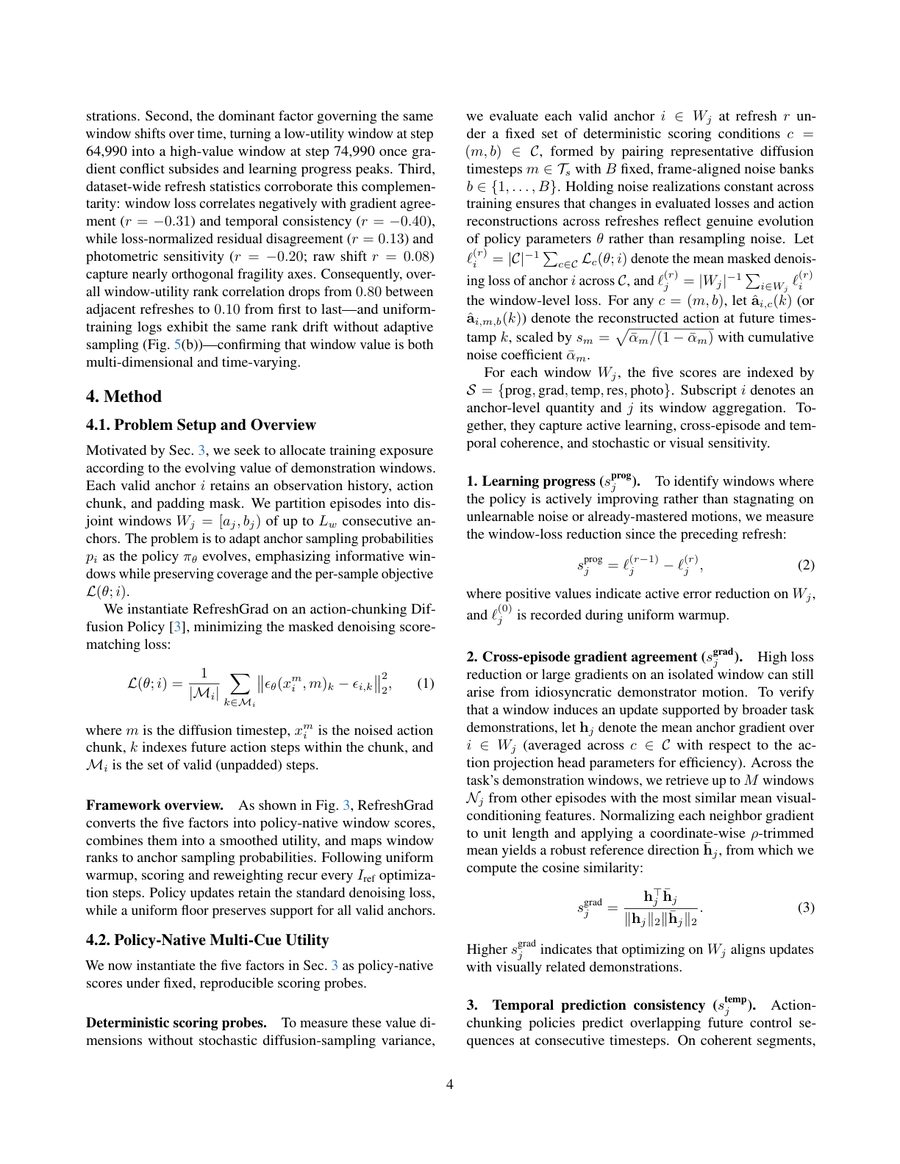 strations. Second, the dominant factor governing the same
window shifts over time, turning a low-utility window at step
64,990 into a high-value window at step 74,990 once gra-
dient conflict subsides and learning progress peaks. Third,
dataset-wide refresh statistics corroborate this complemen-
tarity: window loss correlates negatively with gradient agree-
ment (r = −0.31) and temporal consistency (r = −0.40),
while loss-normalized residual disagreement (r = 0.13) and
photometric sensitivity (r = −0.20; raw shift r = 0.08)
capture nearly orthogonal fragility axes. Consequently, over-
all window-utility rank correlation drops from 0.80 between
adjacent refreshes to 0.10 from first to last—and uniform-
training logs exhibit the same rank drift without adaptive
sampling (Fig. 5(b))—confirming that window value is both
multi-dimensional and time-varying.
4. Method
4.1. Problem Setup and Overview
Motivated by Sec. 3, we seek to allocate training exposure
according to the evolving value of demonstration windows.
Each valid anchor i retains an observation history, action
chunk, and padding mask. We partition episodes into dis-
joint windows W_j = [a_j, b_j) of up to L_w consecutive an-
chors. The problem is to adapt anchor sampling probabilities
p_i as the policy π_θ evolves, emphasizing informative win-
dows while preserving coverage and the per-sample objective
ℒ(θ; i).
We instantiate RefreshGrad on an action-chunking Dif-
fusion Policy [3], minimizing the masked denoising score-
matching loss:
ℒ(θ; i) = 1/|ℳ_i| ∑_{k∈ℳ_i} ‖ϵ_θ(x_i^m, m)_k − ϵ_{i,k}‖_2^2, (1)
where m is the diffusion timestep, x_i^m is the noised action
chunk, k indexes future action steps within the chunk, and
ℳ_i is the set of valid (unpadded) steps.
Framework overview. As shown in Fig. 3, RefreshGrad
converts the five factors into policy-native window scores,
combines them into a smoothed utility, and maps window
ranks to anchor sampling probabilities. Following uniform
warmup, scoring and reweighting recur every I_ref optimiza-
tion steps. Policy updates retain the standard denoising loss,
while a uniform floor preserves support for all valid anchors.
4.2. Policy-Native Multi-Cue Utility
We now instantiate the five factors in Sec. 3 as policy-native
scores under fixed, reproducible scoring probes.
Deterministic scoring probes. To measure these value di-
mensions without stochastic diffusion-sampling variance,
we evaluate each valid anchor i ∈ W_j at refresh r un-
der a fixed set of deterministic scoring conditions c =
(m, b) ∈ 𝒞, formed by pairing representative diffusion
timesteps m ∈ 𝒯_s with B fixed, frame-aligned noise banks
b ∈ {1, . . . , B}. Holding noise realizations constant across
training ensures that changes in evaluated losses and action
reconstructions across refreshes reflect genuine evolution
of policy parameters θ rather than resampling noise. Let
ℓ_i^{(r)} = |𝒞|^{−1} ∑_{c∈𝒞} ℒ_c(θ; i) denote the mean masked denois-
ing loss of anchor i across 𝒞, and ℓ_j^{(r)} = |W_j|^{−1} ∑_{i∈W_j} ℓ_i^{(r)}
the window-level loss. For any c = (m, b), let â_{i,c}(k) (or
â_{i,m,b}(k)) denote the reconstructed action at future times-
tamp k, scaled by s_m = √(ᾱ_m/(1 − ᾱ_m) with cumulative
noise coefficient ᾱ_m.
For each window W_j, the five scores are indexed by
𝒮 = {prog, grad, temp, res, photo}. Subscript i denotes an
anchor-level quantity and j its window aggregation. To-
gether, they capture active learning, cross-episode and tem-
poral coherence, and stochastic or visual sensitivity.
1. Learning progress (s_j^prog). To identify windows where
the policy is actively improving rather than stagnating on
unlearnable noise or already-mastered motions, we measure
the window-loss reduction since the preceding refresh:
s_j^prog = ℓ_j^{(r−1)} − ℓ_j^{(r)}, (2)
where positive values indicate active error reduction on W_j,
and ℓ_j^{(0)} is recorded during uniform warmup.
2. Cross-episode gradient agreement (s_j^grad). High loss
reduction or large gradients on an isolated window can still
arise from idiosyncratic demonstrator motion. To verify
that a window induces an update supported by broader task
demonstrations, let h_j denote the mean anchor gradient over
i ∈ W_j (averaged across c ∈ 𝒞 with respect to the ac-
tion projection head parameters for efficiency). Across the
task's demonstration windows, we retrieve up to M windows
𝒩_j from other episodes with the most similar mean visual-
conditioning features. Normalizing each neighbor gradient
to unit length and applying a coordinate-wise ρ-trimmed
mean yields a robust reference direction h̄_j, from which we
compute the cosine similarity:
s_j^grad = h_j^⊤ h̄_j / ‖h_j‖_2‖h̄_j‖_2. (3)
Higher s_j^grad indicates that optimizing on W_j aligns updates
with visually related demonstrations.
3. Temporal prediction consistency (s_j^temp). Action-
chunking policies predict overlapping future control se-
quences at consecutive timesteps. On coherent segments,
4